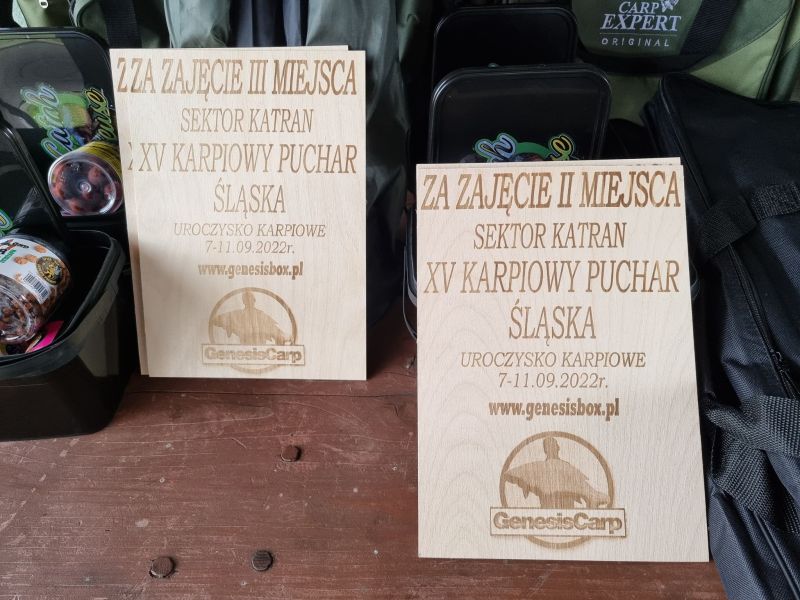 ZA ZAJĘCIE III MIEJSCA
SEKTOR KATRAN
XV KARPIOWY PUCHAR
ŚLĄSKA
UROCZYSKO KARPIOWE
7-11.09.2022r.
www.genesisbox.pl
GenesisCarp
ZA ZAJĘCIE II MIEJSCA
SEKTOR KATRAN
XV KARPIOWY PUCHAR
ŚLĄSKA
UROCZYSKO KARPIOWE
7-11.09.2022r.
www.genesisbox.pl
GenesisCarp
CARP
EXPERT
ORIGINAL